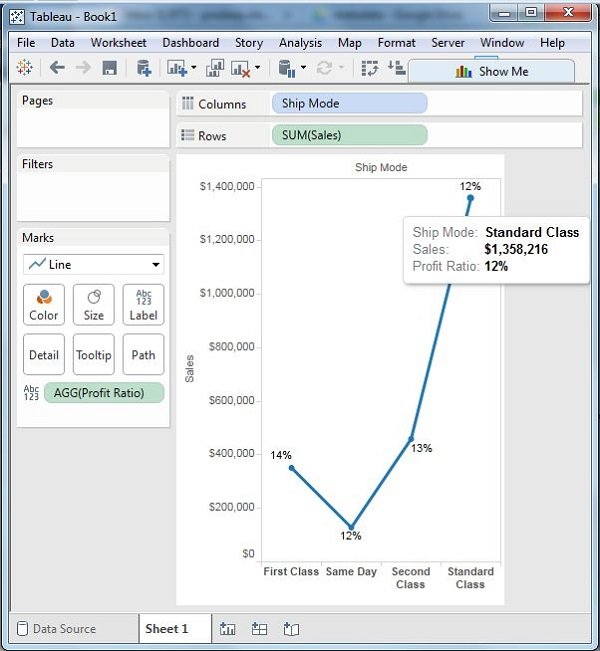 Tableau - Book1
File Data Worksheet Dashboard Story Analysis Map Format Server Window Help
Show Me
Pages
Columns Ship Mode
Rows SUM(Sales)
Filters
Marks
Line
Color Size Label
Abc 123
Detail Tooltip Path
Abc 123 AGG(Profit Ratio)
Ship Mode
$1,400,000
$1,200,000
$1,000,000
$800,000
$600,000
$400,000
$200,000
$0
Sales
12%
Ship Mode: Standard Class
Sales: $1,358,216
Profit Ratio: 12%
14%
13%
12%
First Class Same Day Second Class Standard Class
Data Source Sheet 1